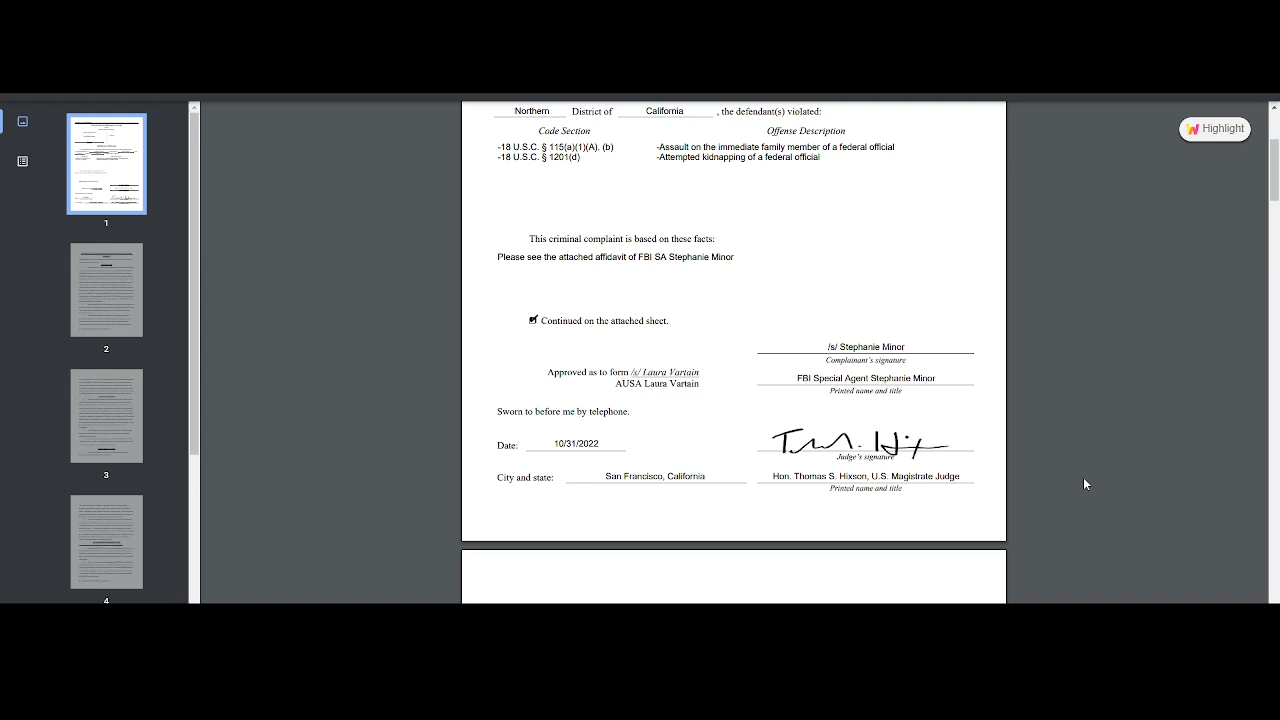 Northern District of California , the defendant(s) violated:
Code Section Offense Description
-18 U.S.C. § 115(a)(1)(A), (b) -Assault on the immediate family member of a federal official
-18 U.S.C. § 1201(d) -Attempted kidnapping of a federal official
This criminal complaint is based on these facts:
Please see attached affidavit of FBI SA Stephanie Minor
Continued on the attached sheet.
/s/ Stephanie Minor
Complainant's signature
Approved as to form /s/ Laura Vartain
AUSA Laura Vartain
FBI Special Agent Stephanie Minor
Printed name and title
Sworn to before me by telephone.
Date: 10/31/2022
Judge's signature
City and state: San Francisco, California
Hon. Thomas S. Hixson, U.S. Magistrate Judge
Printed name and title
Highlight
1
2
3
4